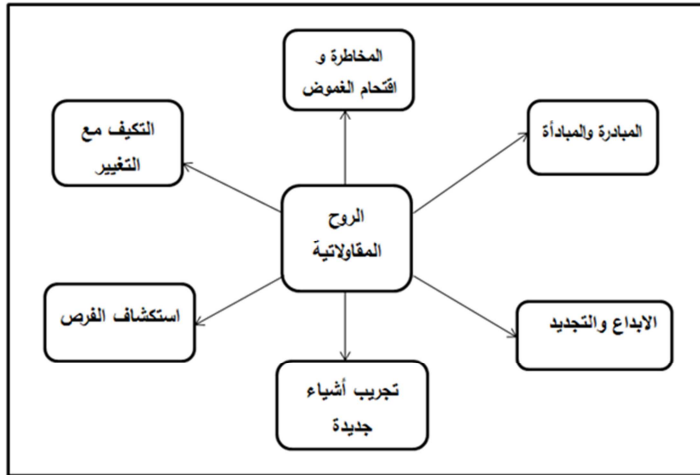 المخاطرة و
اقتحام الغموض
المبادرة والمبادأة
التكيف مع
التغيير
الروح
المقاولاتية
استكشاف الفرص
الابداع والتجديد
تجريب أشياء
جديدة